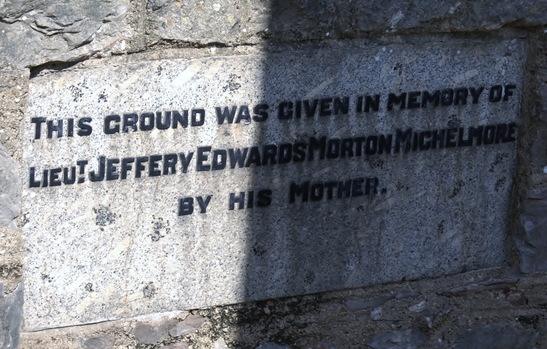 THIS GROUND WAS GIVEN IN MEMORY OF
LIEUT. JEFFERY EDWARDS MORTON MICHELMORE
BY HIS MOTHER.